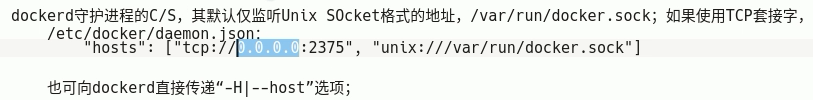 dockerd守护进程的C/S，其默认仅监听Unix SOcket格式的地址，/var/run/docker.sock；如果使用TCP套接字，
/etc/docker/daemon.json：
"hosts": ["tcp://0.0.0.0:2375", "unix:///var/run/docker.sock"]
也可向dockerd直接传递“-H|--host”选项；